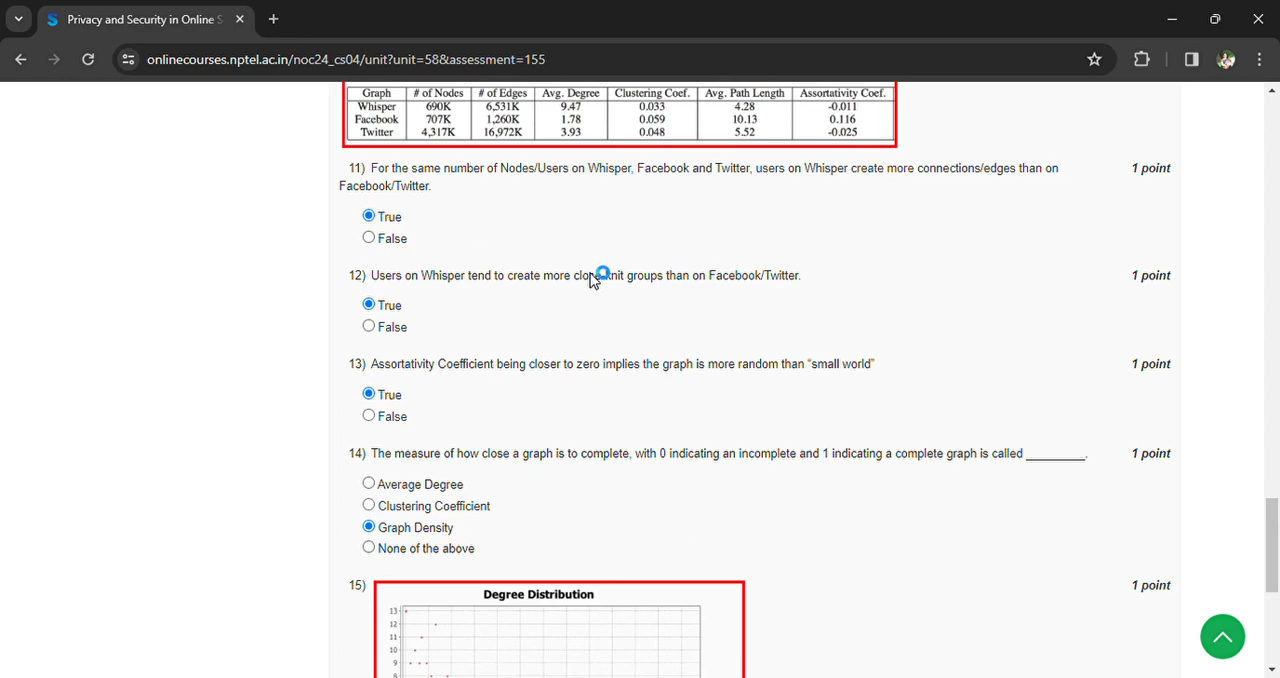 Privacy and Security in Online S
onlinecourses.nptel.ac.in/noc24_cs04/unit?unit=58&assessment=155
Graph # of Nodes # of Edges Avg. Degree Clustering Coef. Avg. Path Length Assortativity Coef.
Whisper 690K 6,531K 9.47 0.033 4.28 -0.011
Facebook 707K 1,260K 1.78 0.059 10.13 0.116
Twitter 4,317K 16,972K 3.93 0.048 5.52 -0.025
11) For the same number of Nodes/Users on Whisper, Facebook and Twitter, users on Whisper create more connections/edges than on 1 point
Facebook/Twitter.
True
False
12) Users on Whisper tend to create more close-knit groups than on Facebook/Twitter. 1 point
True
False
13) Assortativity Coefficient being closer to zero implies the graph is more random than “small world” 1 point
True
False
14) The measure of how close a graph is to complete, with 0 indicating an incomplete and 1 indicating a complete graph is called _________. 1 point
Average Degree
Clustering Coefficient
Graph Density
None of the above
15) 1 point
Degree Distribution
13
12
11
10
9
8